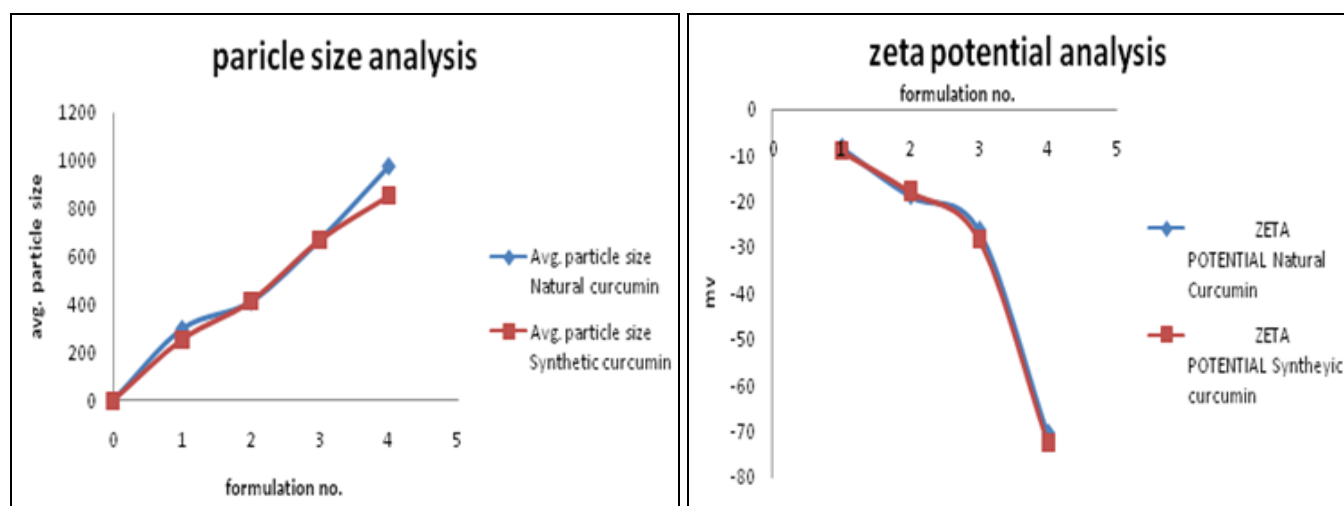 paricle size analysis
1200
1000
800
600
400
200
0
avg. particle size
0 1 2 3 4 5
formulation no.
Avg. particle size
Natural curcumin
Avg. particle size
Synthetic curcumin
zeta potential analysis
formulation no.
0
0 1 2 3 4 5
-10
-20
-30
-40
-50
-60
-70
-80
mv
ZETA
POTENTIAL Natural
Curcumin
ZETA
POTENTIAL Syntheyic
curcumin